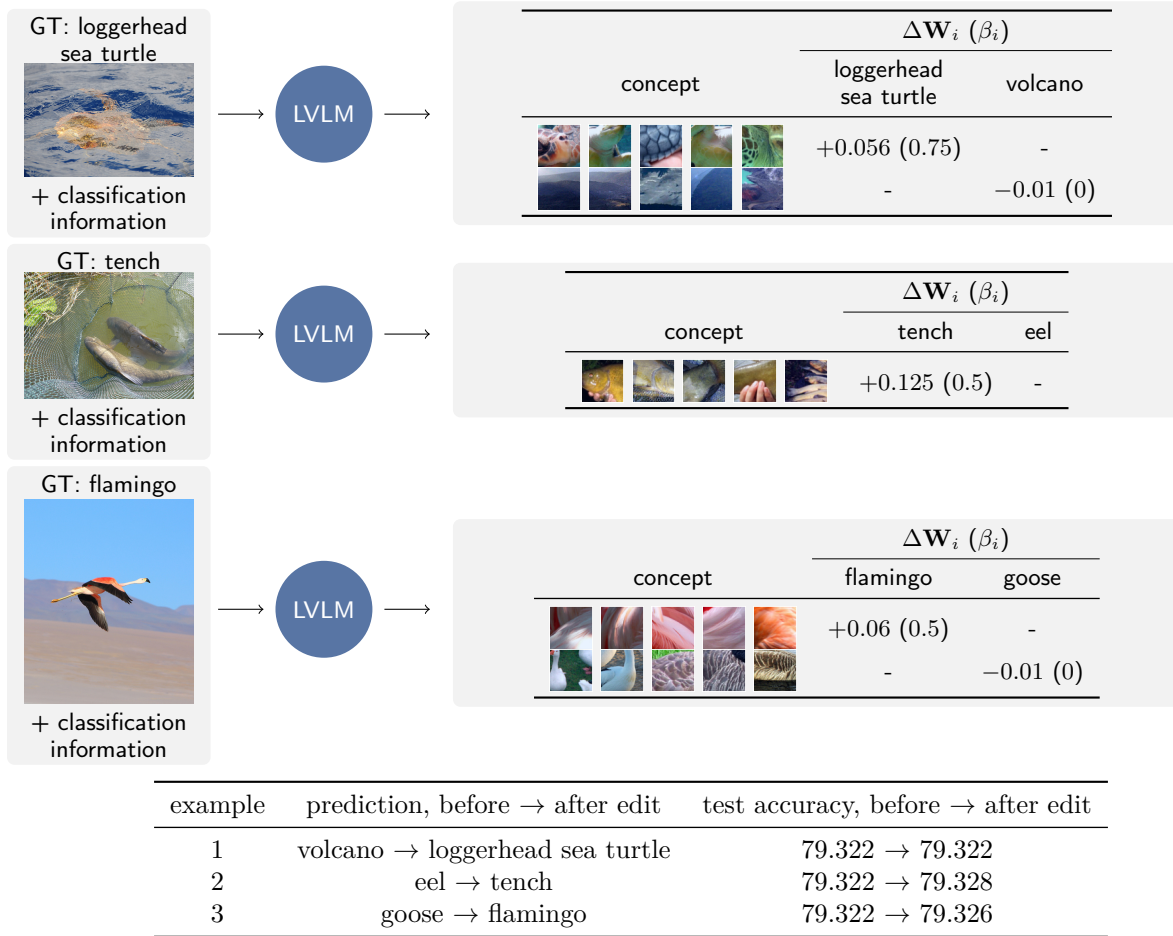 GT: loggerhead
sea turtle
+ classification
information
LVLM
ΔW_i (β_i)
concept
loggerhead
sea turtle
volcano
+0.056 (0.75) -
- −0.01 (0)
GT: tench
+ classification
information
LVLM
ΔW_i (β_i)
concept tench eel
+0.125 (0.5) -
GT: flamingo
+ classification
information
LVLM
ΔW_i (β_i)
concept flamingo goose
+0.06 (0.5) -
- −0.01 (0)
example prediction, before → after edit test accuracy, before → after edit
1 volcano → loggerhead sea turtle 79.322 → 79.322
2 eel → tench 79.322 → 79.328
3 goose → flamingo 79.322 → 79.326